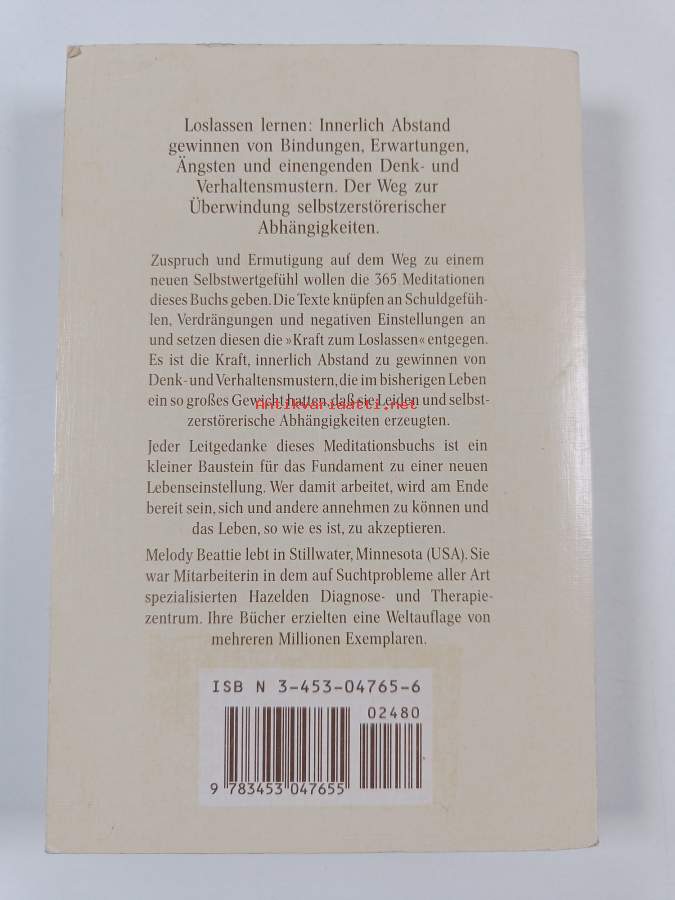 Loslassen lernen: Innerlich Abstand
gewinnen von Bindungen, Erwartungen,
Ängsten und einengenden Denk- und
Verhaltensmustern. Der Weg zur
Überwindung selbstzerstörerischer
Abhängigkeiten.
Zuspruch und Ermutigung auf dem Weg zu einem
neuen Selbstwertgefühl wollen die 365 Meditationen
dieses Buchs geben. Die Texte knüpfen an Schuldgefüh-
len, Verdrängungen und negativen Einstellungen an
und setzen diesen die »Kraft zum Loslassen« entgegen.
Es ist die Kraft, innerlich Abstand zu gewinnen von
Denk- und Verhaltensmustern, die im bisherigen Leben
ein so großes Gewicht hatten, daß sie Leiden und selbst-
Antikvariaatti.net
zerstörerische Abhängigkeiten erzeugten.
Jeder Leitgedanke dieses Meditationsbuchs ist ein
kleiner Baustein für das Fundament zu einer neuen
Lebenseinstellung. Wer damit arbeitet, wird am Ende
bereit sein, sich und andere annehmen zu können und
das Leben, so wie es ist, zu akzeptieren.
Melody Beattie lebt in Stillwater, Minnesota (USA). Sie
war Mitarbeiterin in dem auf Suchtprobleme aller Art
spezialisierten Hazelden Diagnose- und Therapie-
zentrum. Ihre Bücher erzielten eine Weltauflage von
mehreren Millionen Exemplaren.
ISBN 3-453-04765-6
02480
9 783453 047655